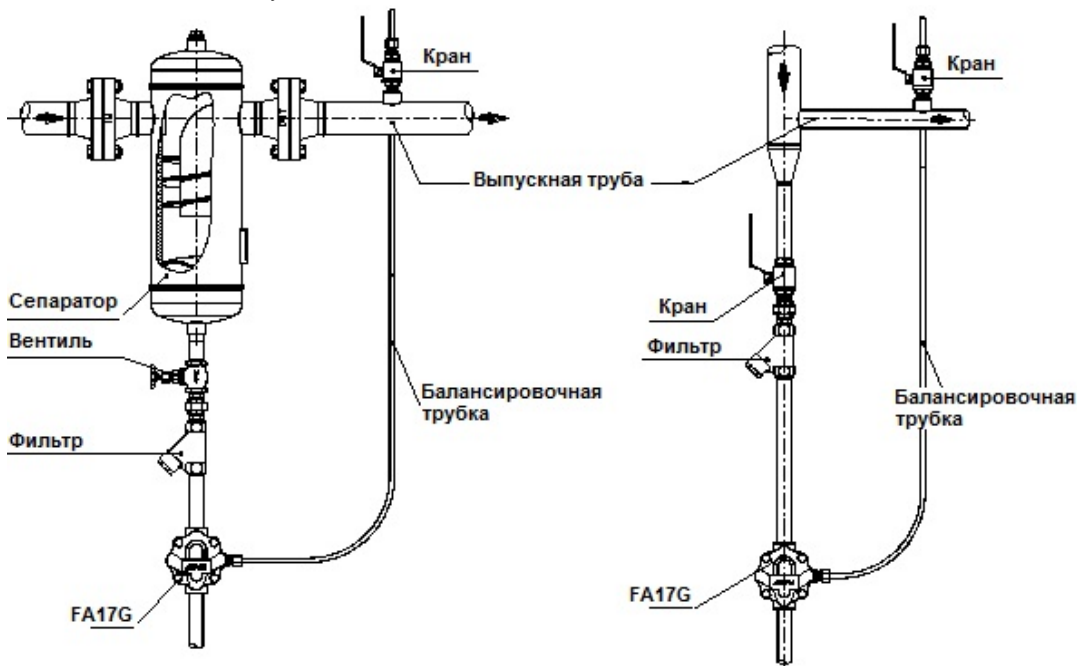 Кран
Выпускная труба
Сепаратор
Вентиль
Фильтр
Балансировочная
трубка
FA17G
Кран
Кран
Фильтр
Балансировочная
трубка
FA17G